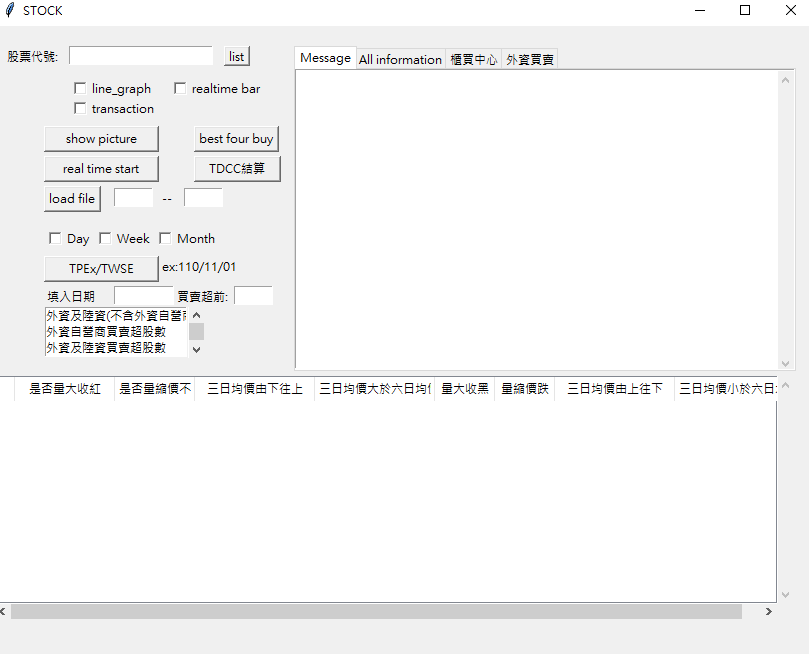 STOCK
股票代號: list
Message All information 櫃買中心 外資買賣
line_graph realtime bar
transaction
show picture best four buy
real time start TDCC結算
load file --
Day Week Month
TPEx/TWSE ex:110/11/01
填入日期 買賣超前:
外資及陸資(不含外資自營商
外資自營商買賣超股數
外資及陸資買賣超股數
是否量大收紅 是否量縮價不 三日均價由下往上 三日均價大於六日均 量大收黑 量縮價跌 三日均價由上往下 三日均價小於六日